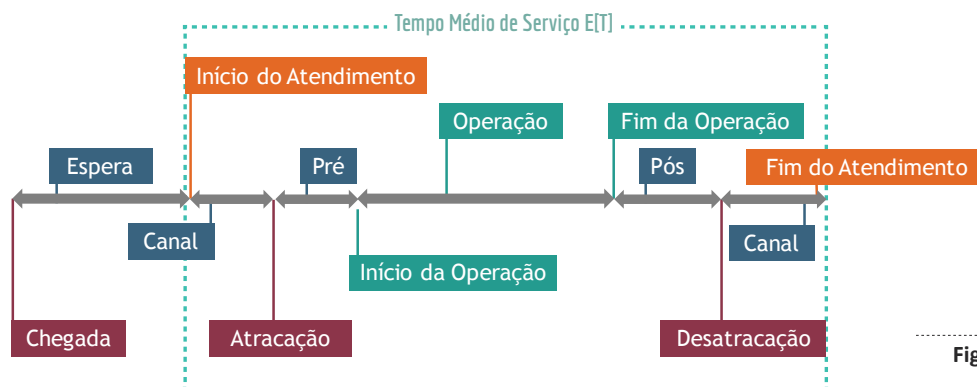 Tempo Médio de Serviço E[T]
Início do Atendimento
Operação
Fim da Operação
Espera
Pré
Pós
Fim do Atendimento
Canal
Canal
Início da Operação
Chegada
Atracação
Desatracação
Fig